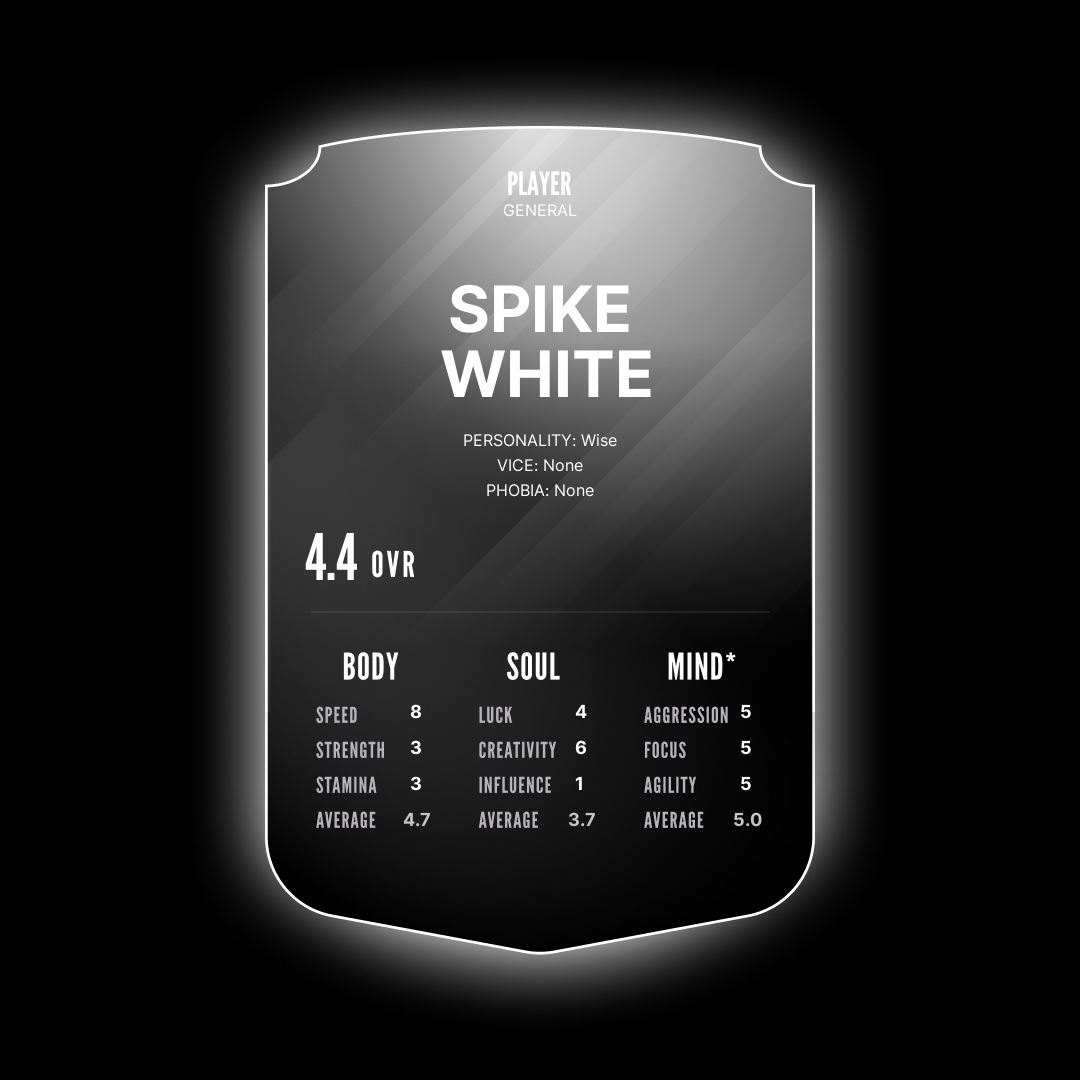 PLAYER
GENERAL
SPIKE
WHITE
PERSONALITY: Wise
VICE: None
PHOBIA: None
4.4 OVR
BODY SOUL MIND*
SPEED 8 LUCK 4 AGGRESSION 5
STRENGTH 3 CREATIVITY 6 FOCUS 5
STAMINA 3 INFLUENCE 1 AGILITY 5
AVERAGE 4.7 AVERAGE 3.7 AVERAGE 5.0